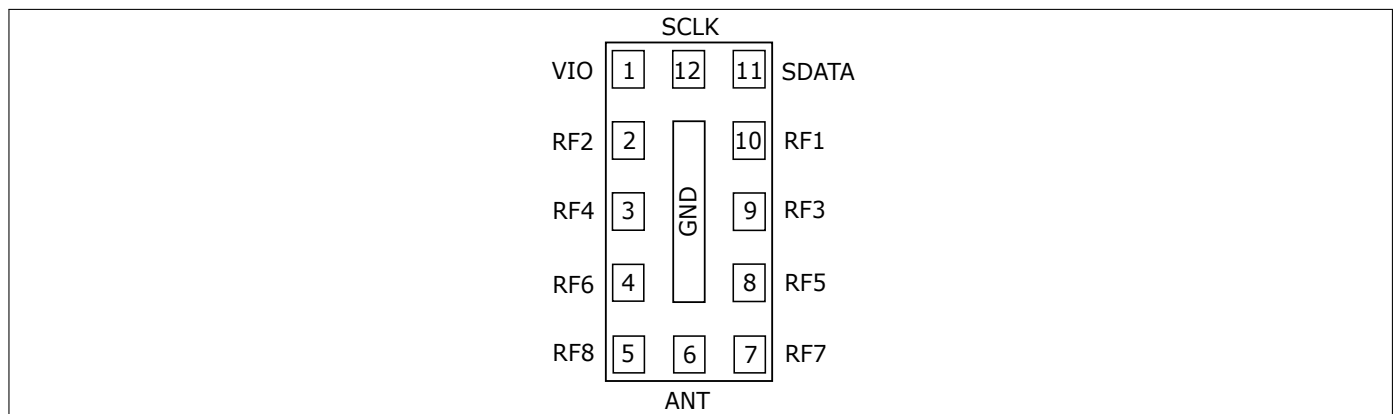 SCLK
VIO 1 12 11 SDATA
RF2 2 10 RF1
RF4 3 GND 9 RF3
RF6 4 8 RF5
RF8 5 6 7 RF7
ANT